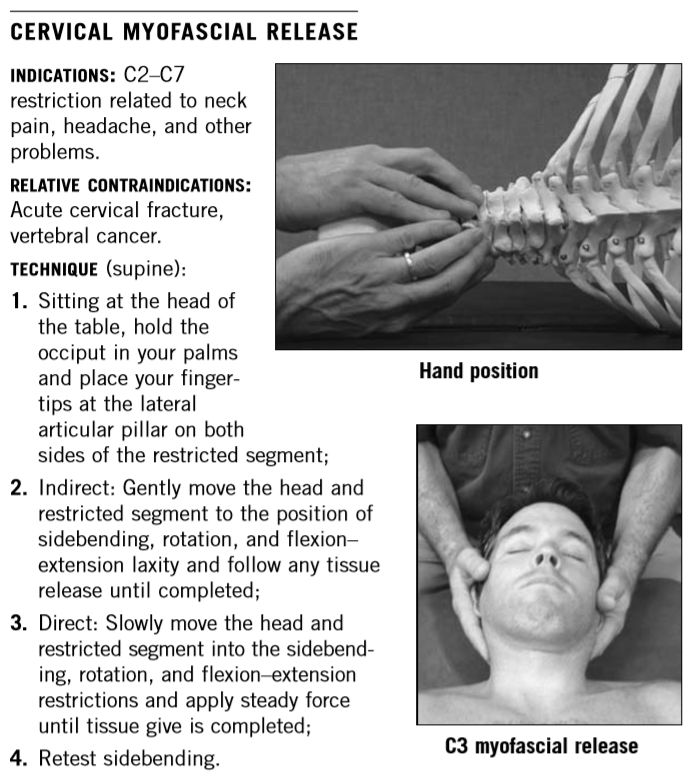 CERVICAL MYOFASCIAL RELEASE
INDICATIONS: C2–C7
restriction related to neck
pain, headache, and other
problems.
RELATIVE CONTRAINDICATIONS:
Acute cervical fracture,
vertebral cancer.
TECHNIQUE (supine):
1. Sitting at the head of
the table, hold the
occiput in your palms
and place your finger-
tips at the lateral
articular pillar on both
sides of the restricted segment;
2. Indirect: Gently move the head and
restricted segment to the position of
sidebending, rotation, and flexion–
extension laxity and follow any tissue
release until completed;
3. Direct: Slowly move the head and
restricted segment into the sidebend-
ing, rotation, and flexion–extension
restrictions and apply steady force
until tissue give is completed;
4. Retest sidebending.
Hand position
C3 myofascial release